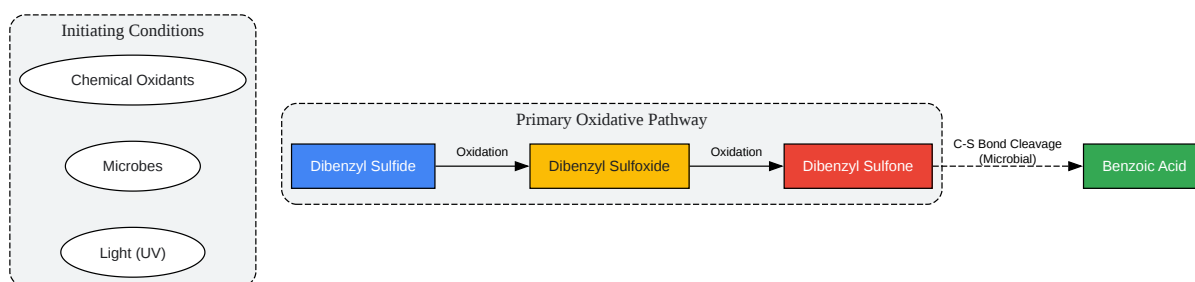 Initiating Conditions
Chemical Oxidants
Microbes
Light (UV)
Primary Oxidative Pathway
Dibenzyl Sulfide
Oxidation
Dibenzyl Sulfoxide
Oxidation
Dibenzyl Sulfone
C-S Bond Cleavage
(Microbial)
Benzoic Acid